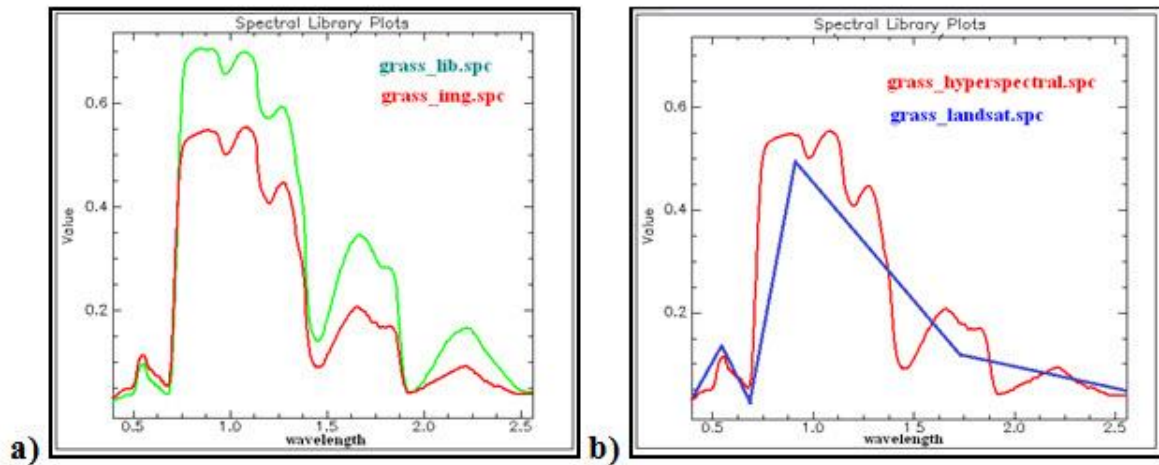 Spectral Library Plots
grass_lib.spc
grass_img.spc
0.6
0.4
0.2
Value
0.5 1.0 1.5 2.0 2.5
wavelength
a)
Spectral Library Plots
grass_hyperspectral.spc
grass_landsat.spc
0.6
0.4
0.2
Value
0.5 1.0 1.5 2.0 2.5
wavelength
b)